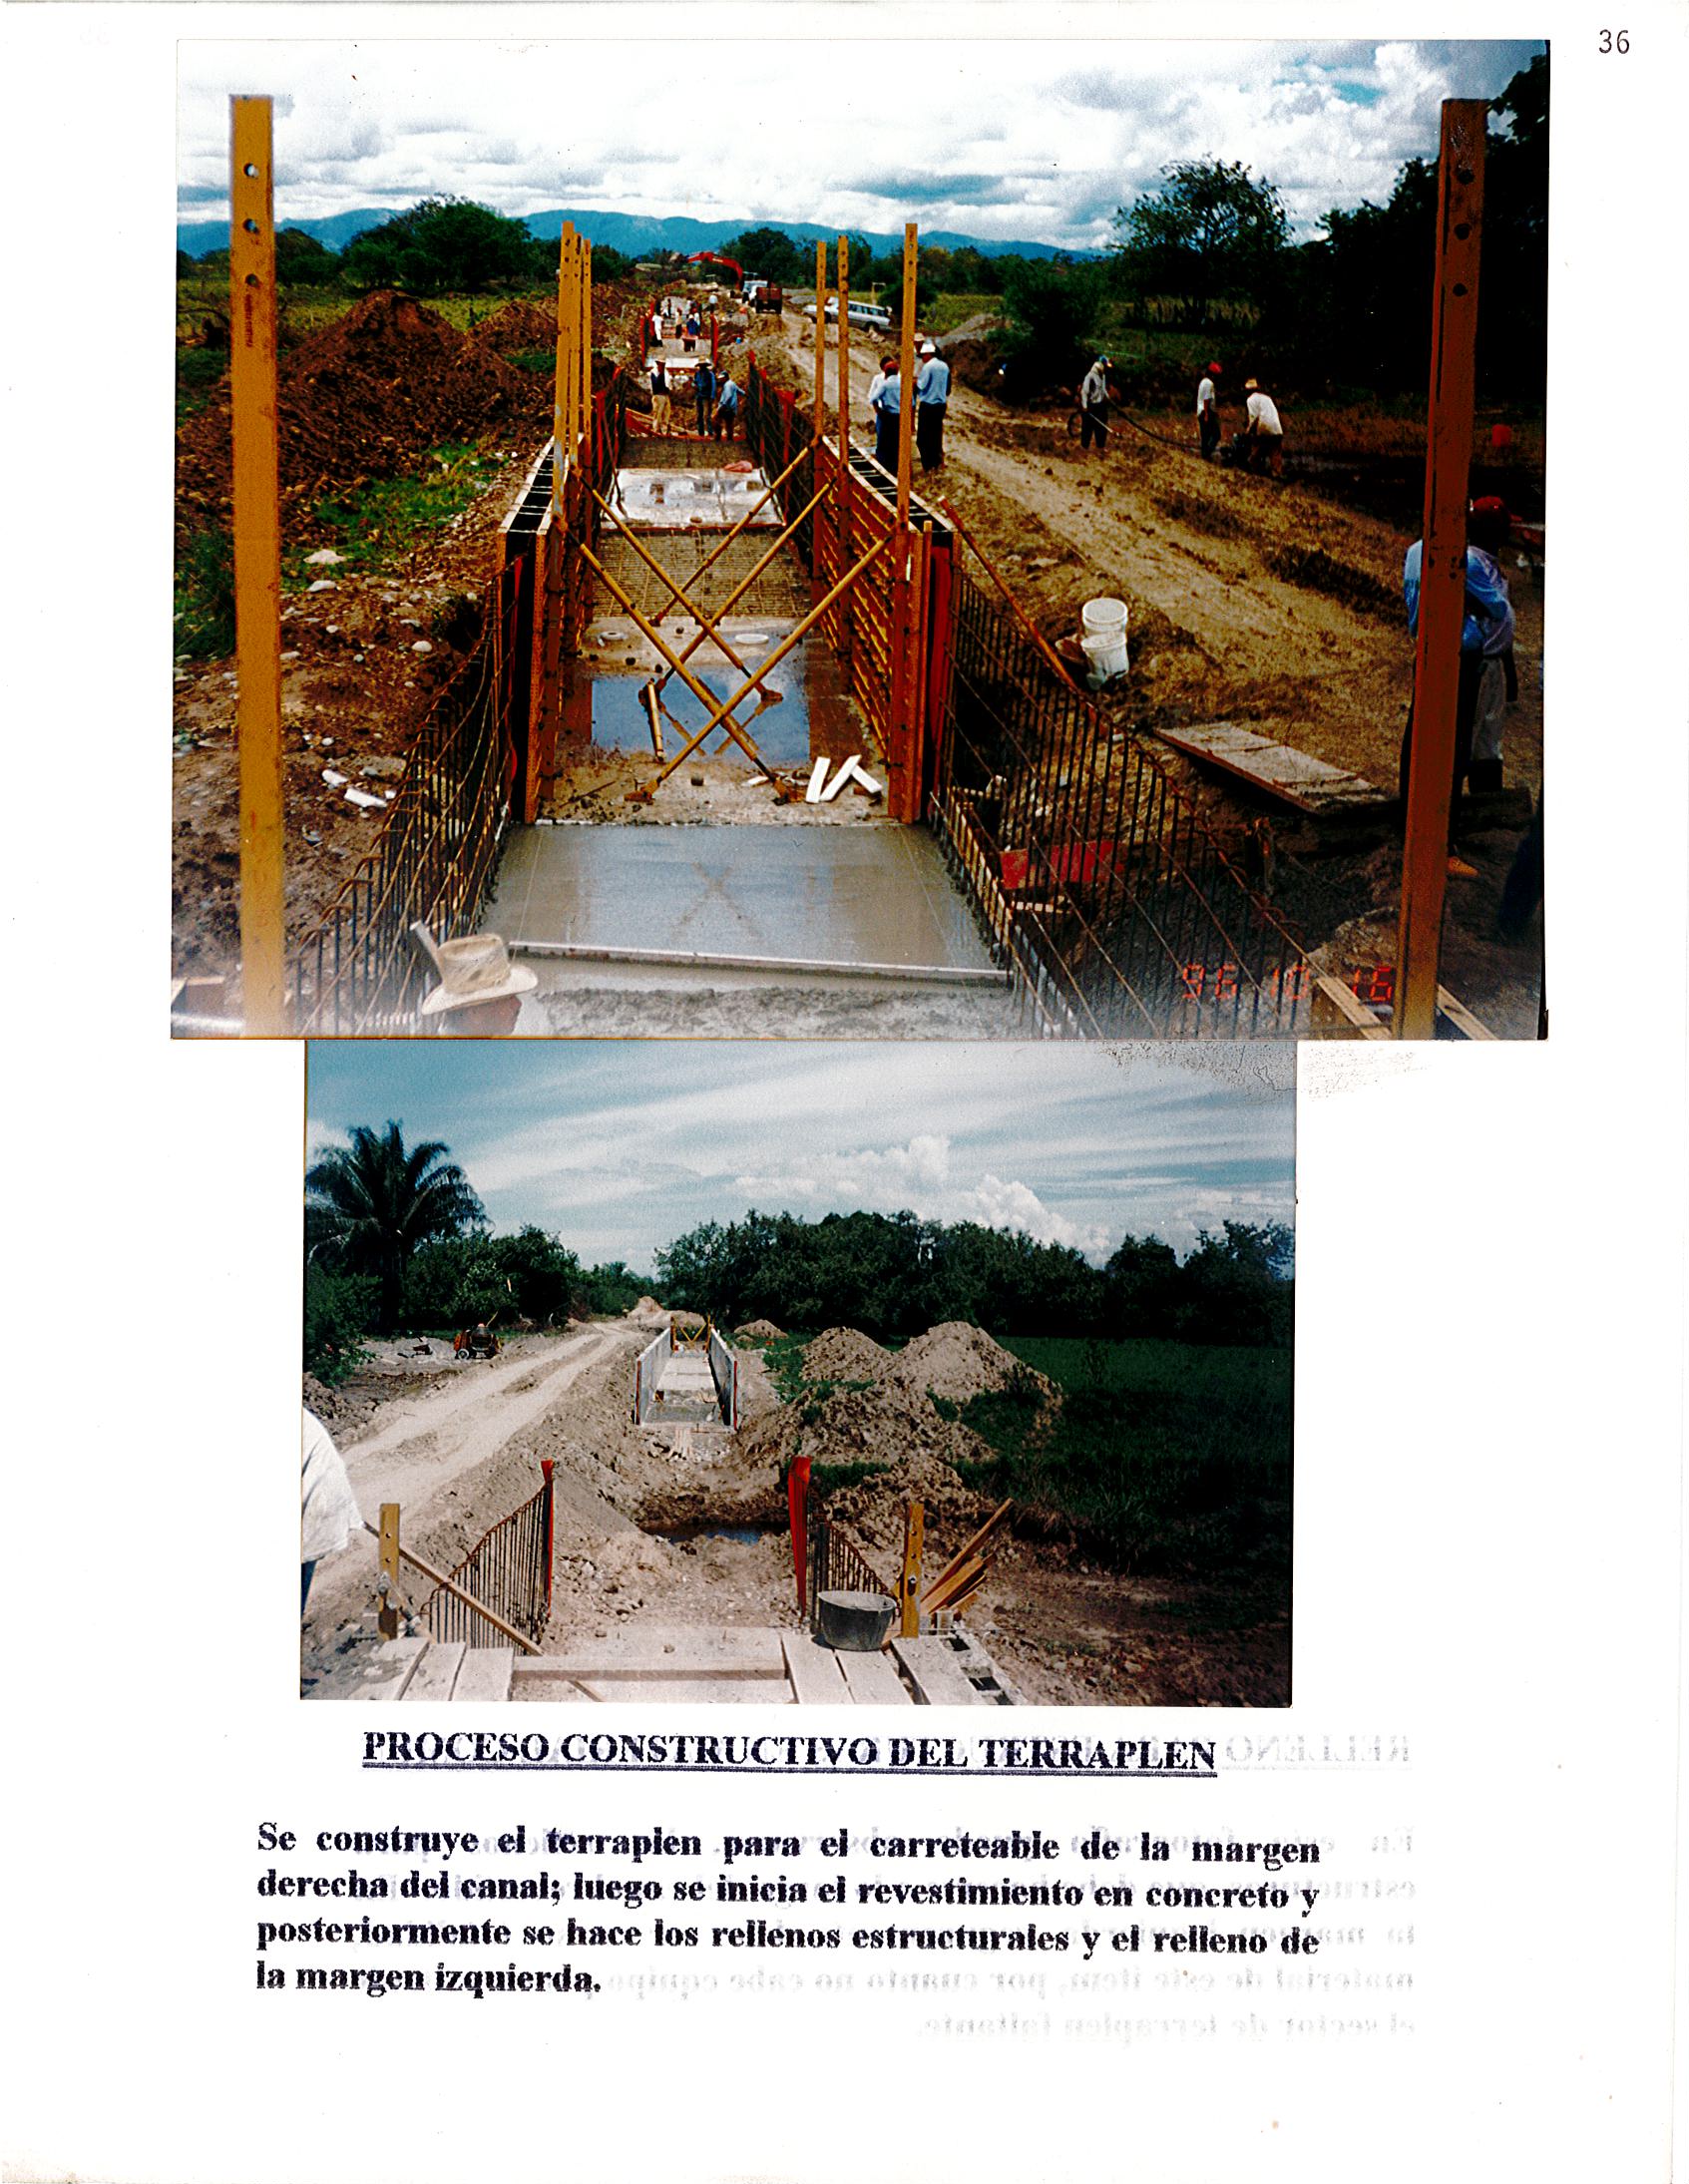 36
96 10 16
PROCESO CONSTRUCTIVO DEL TERRAPLEN
Se construye el terraplén para el carreteable de la margen
derecha del canal; luego se inicia el revestimiento en concreto y
posteriormente se hace los rellenos estructurales y el relleno de
la margen izquierda.